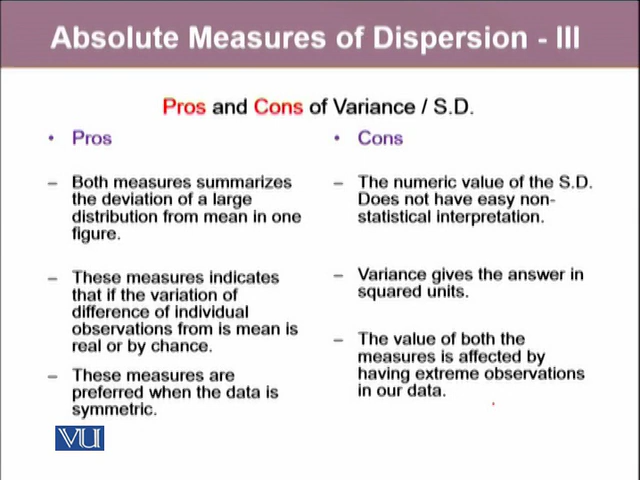 Absolute Measures of Dispersion - III
Pros and Cons of Variance / S.D.
• Pros
– Both measures summarizes
the deviation of a large
distribution from mean in one
figure.
– These measures indicates
that if the variation of
difference of individual
observations from is mean is
real or by chance.
– These measures are
preferred when the data is
symmetric.
• Cons
– The numeric value of the S.D.
Does not have easy non-
statistical interpretation.
– Variance gives the answer in
squared units.
– The value of both the
measures is affected by
having extreme observations
in our data.
VU